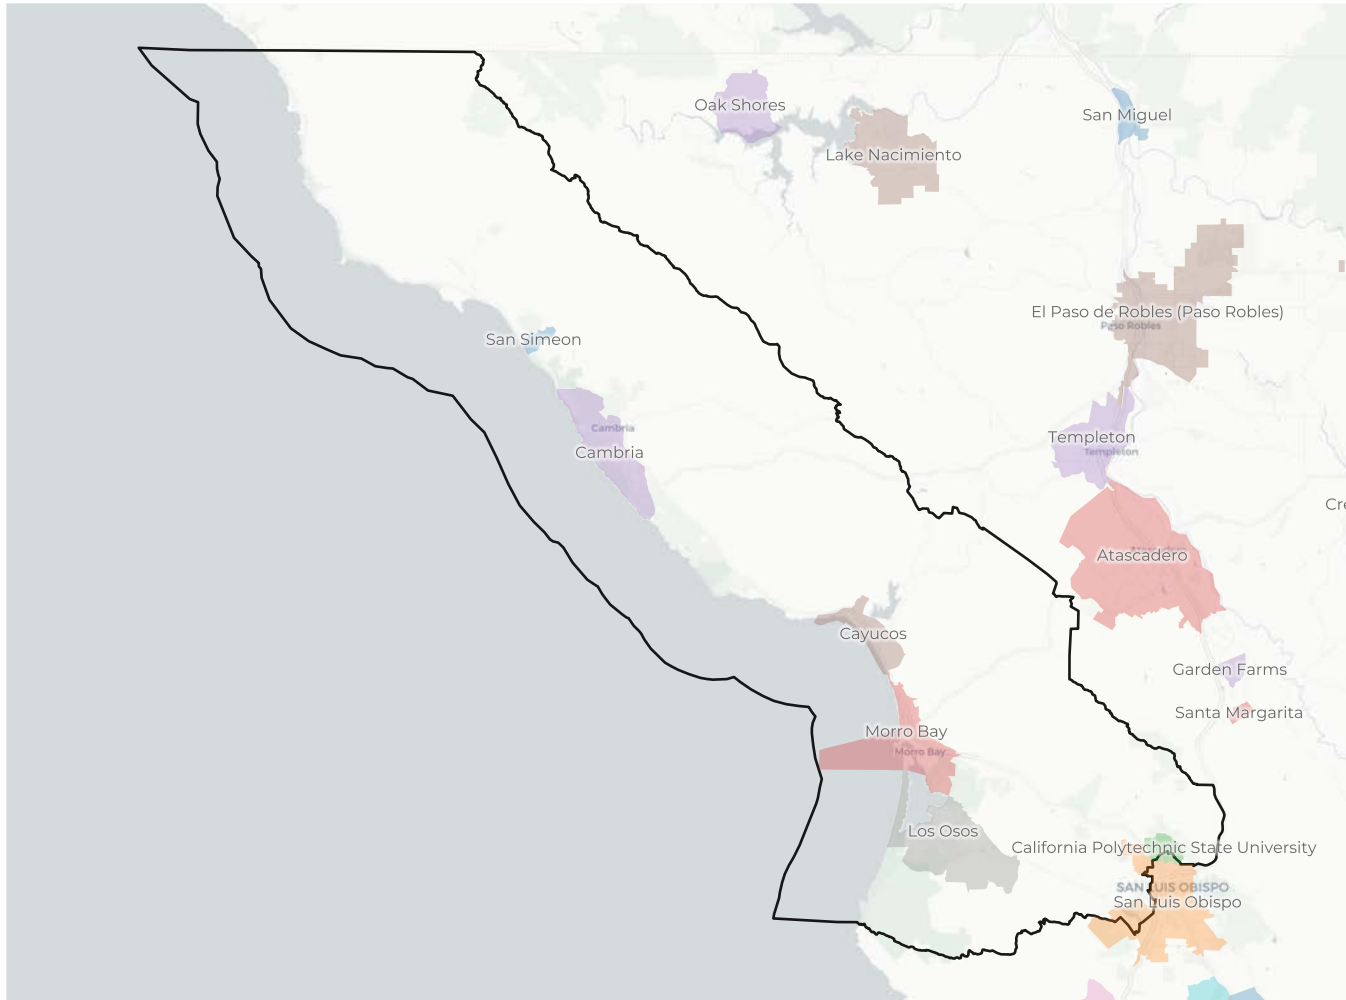 Oak Shores
San Miguel
Lake Nacimiento
El Paso de Robles (Paso Robles)
Paso Robles
San Simeon
Cambria
Cambria
Templeton
Templeton
Cre
Atascadero
Cayucos
Garden Farms
Santa Margarita
Morro Bay
Morro Bay
Los Osos
California Polytechnic State University
SAN LUIS OBISPO
San Luis Obispo